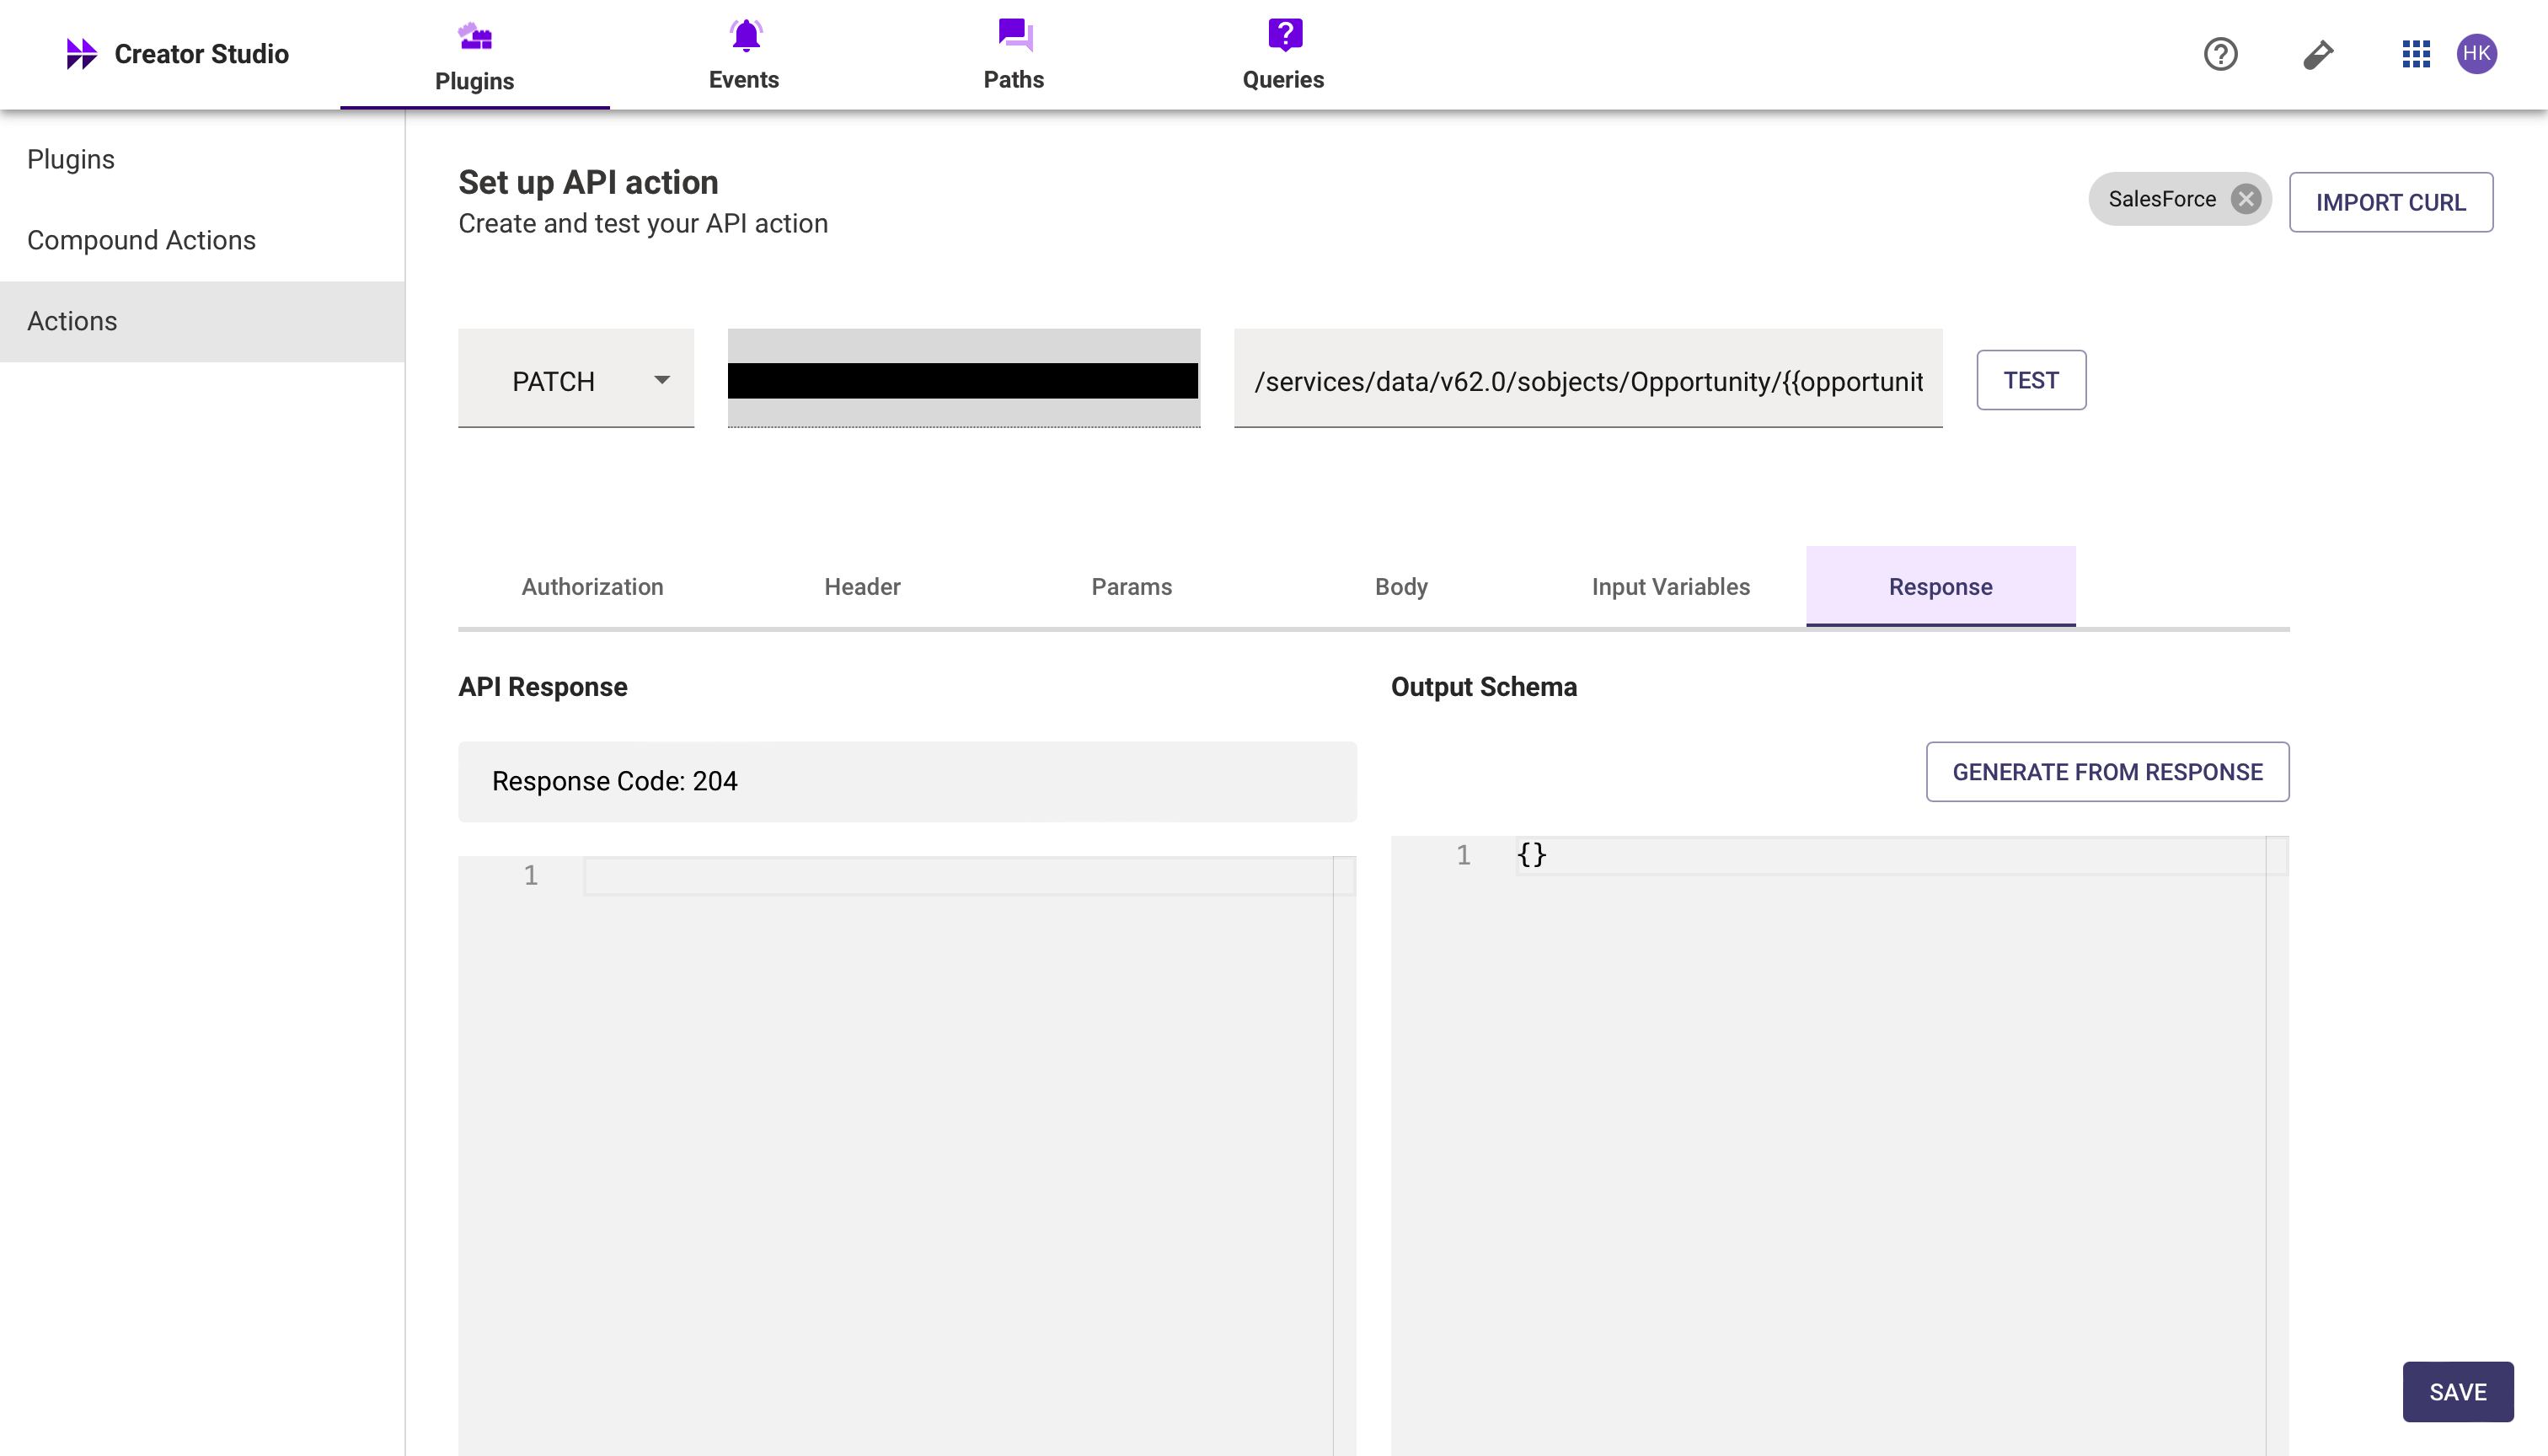 Creator Studio
Plugins
Events
Paths
Queries
HK
Plugins
Compound Actions
Actions
Set up API action
Create and test your API action
SalesForce
IMPORT CURL
PATCH
/services/data/v62.0/sobjects/Opportunity/{{opportunit
TEST
Authorization
Header
Params
Body
Input Variables
Response
API Response
Output Schema
Response Code: 204
GENERATE FROM RESPONSE
1
1
{}
SAVE